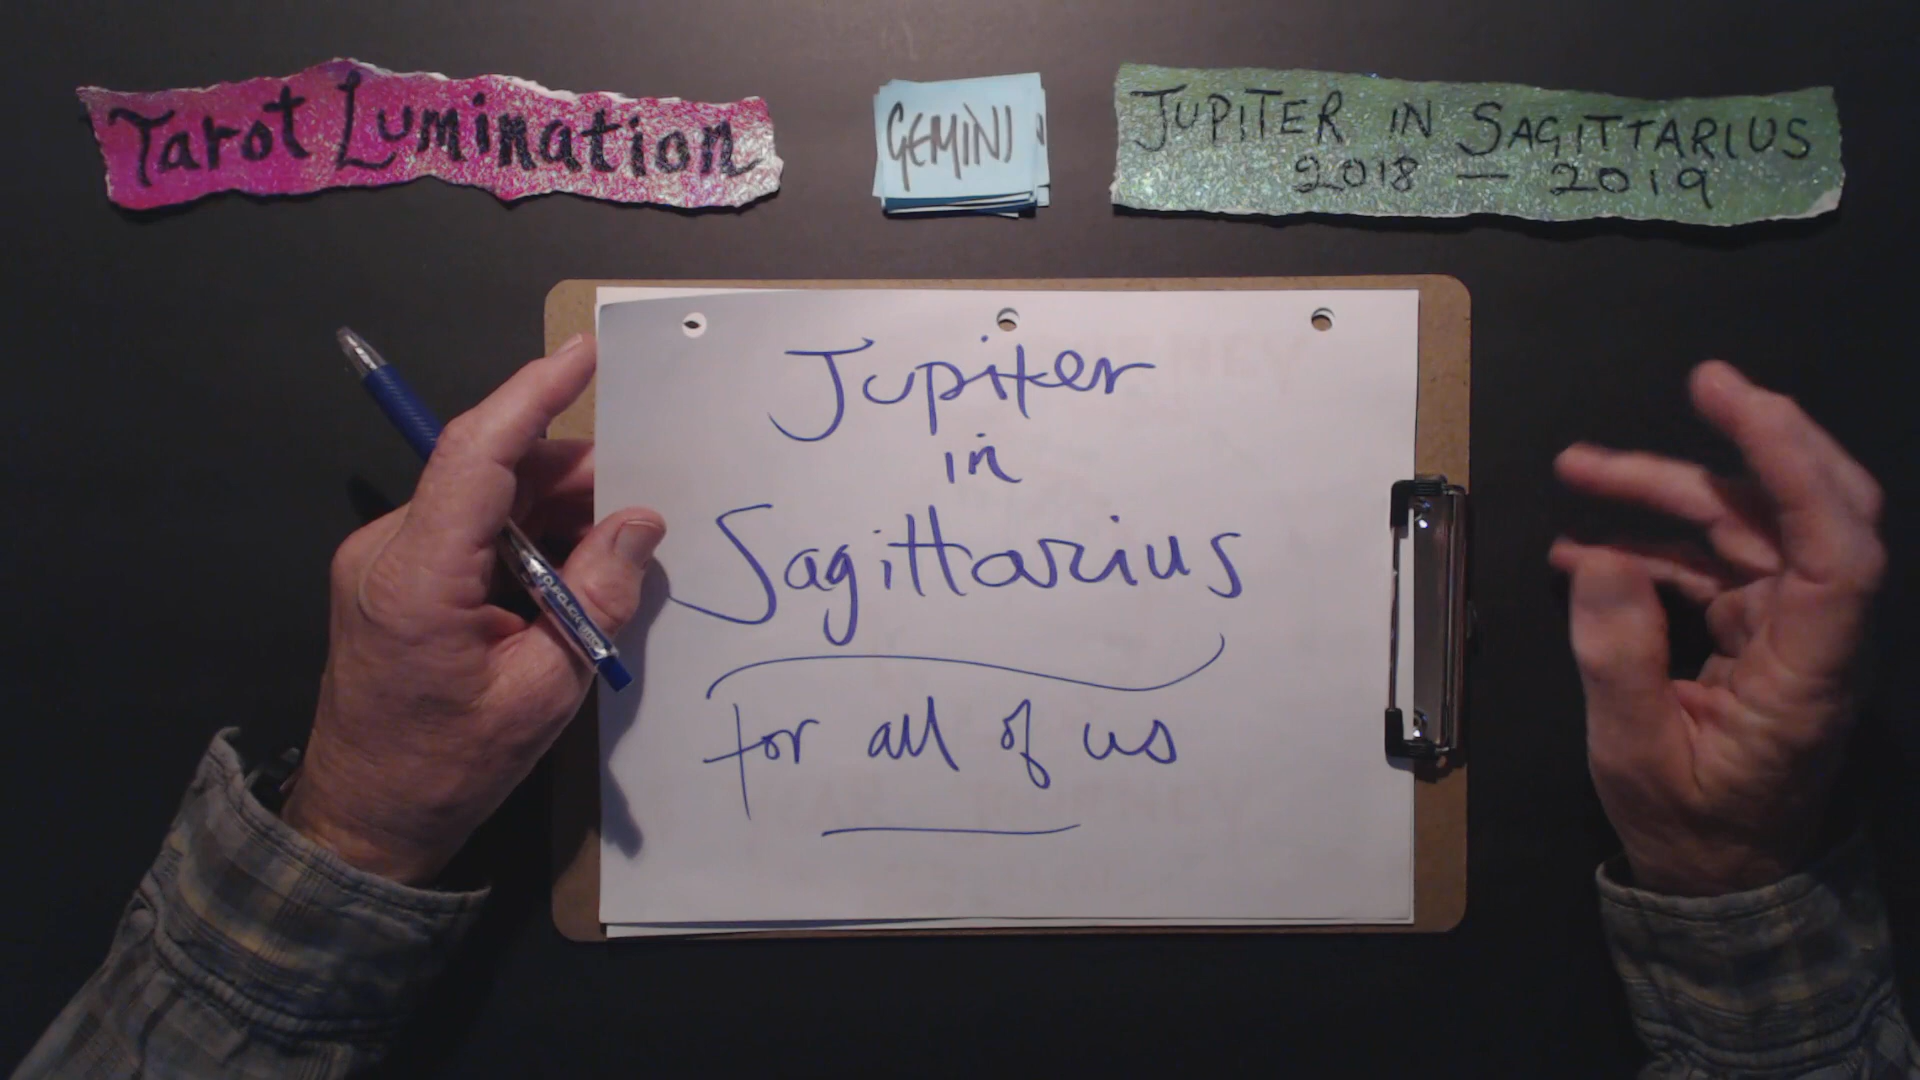 Tarot Lumination
GEMINI
JUPITER IN SAGITTARIUS
2018 — 2019
Jupiter
in
Sagittarius
for all of us